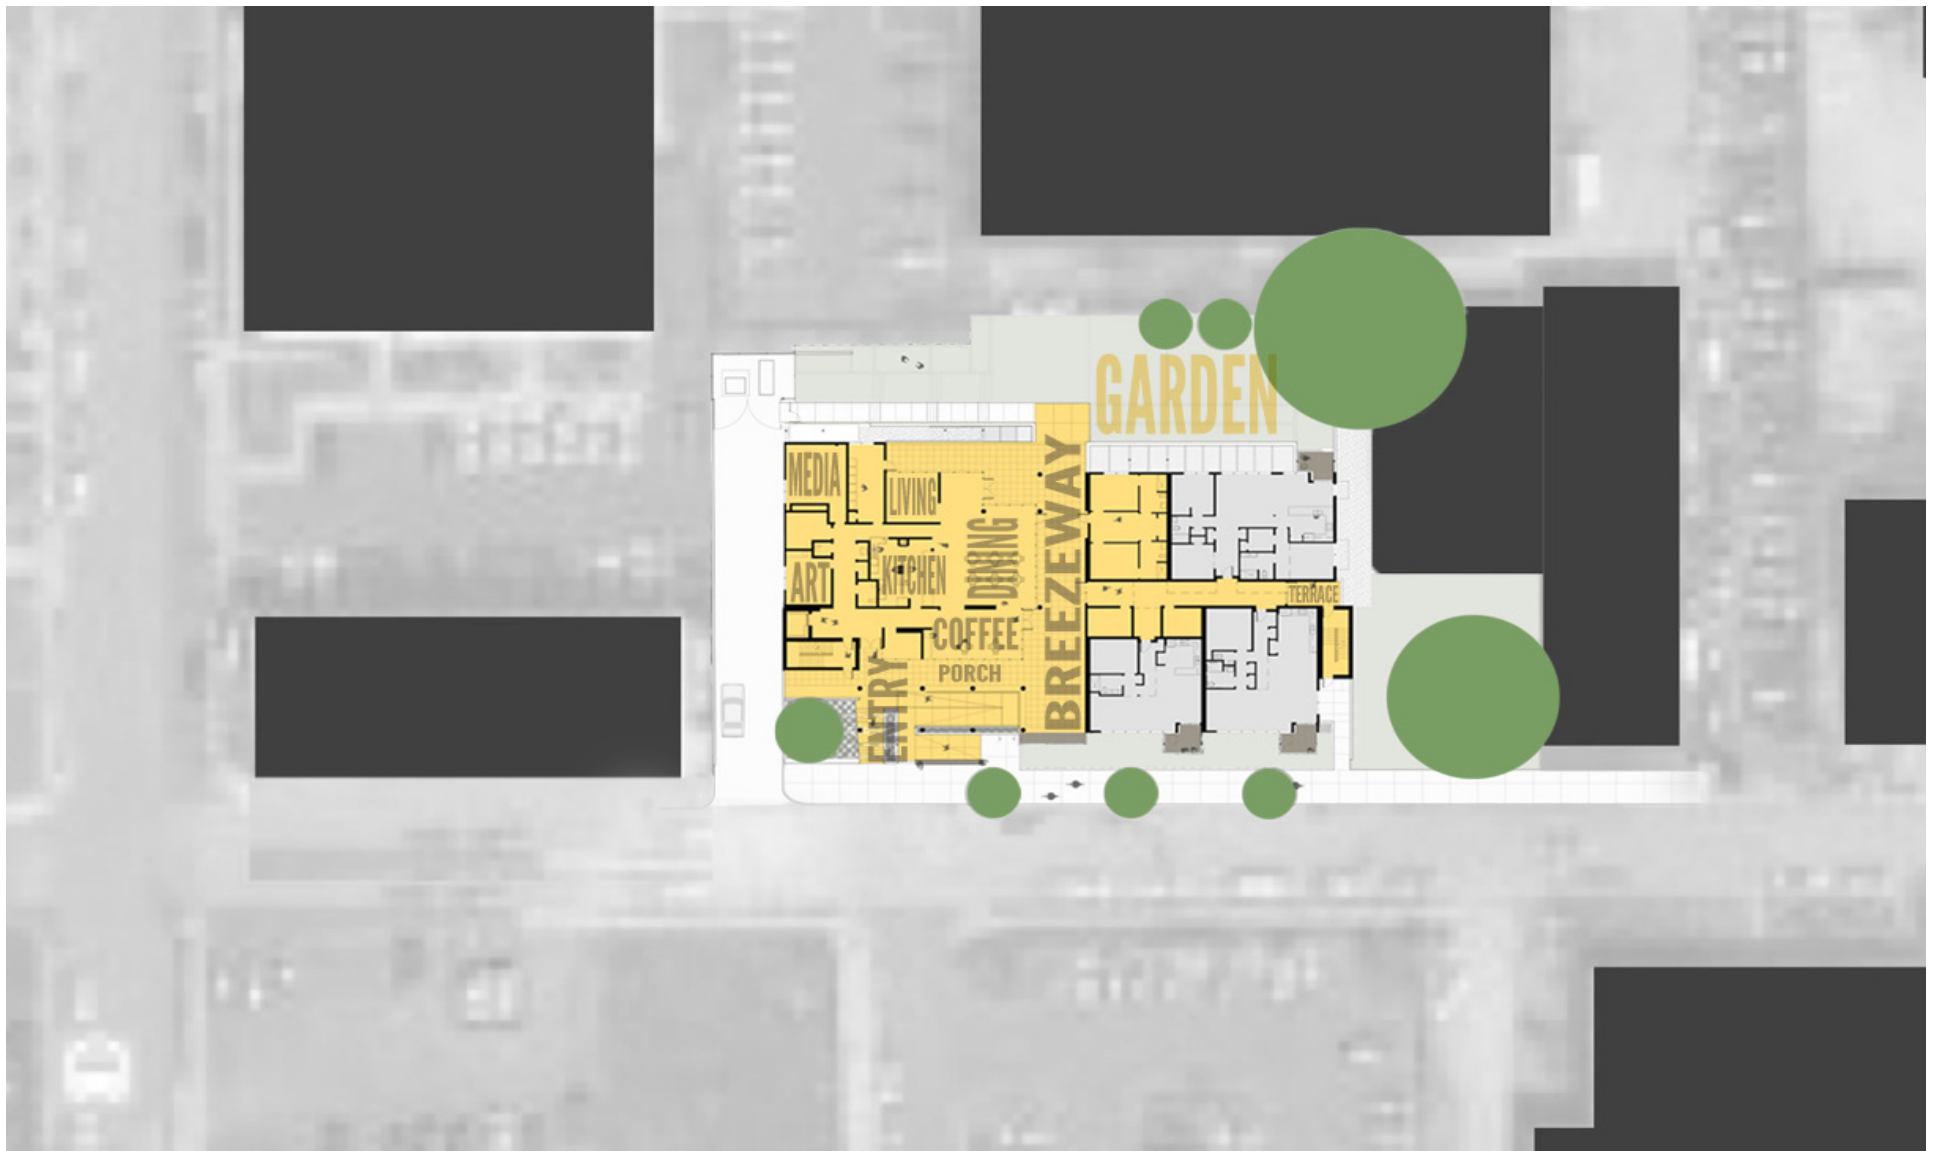 GARDEN
MEDIA
LIVING
DINING
BREEZEWAY
ART
KITCHEN
TERRACE
COFFEE
PORCH
ENTRY